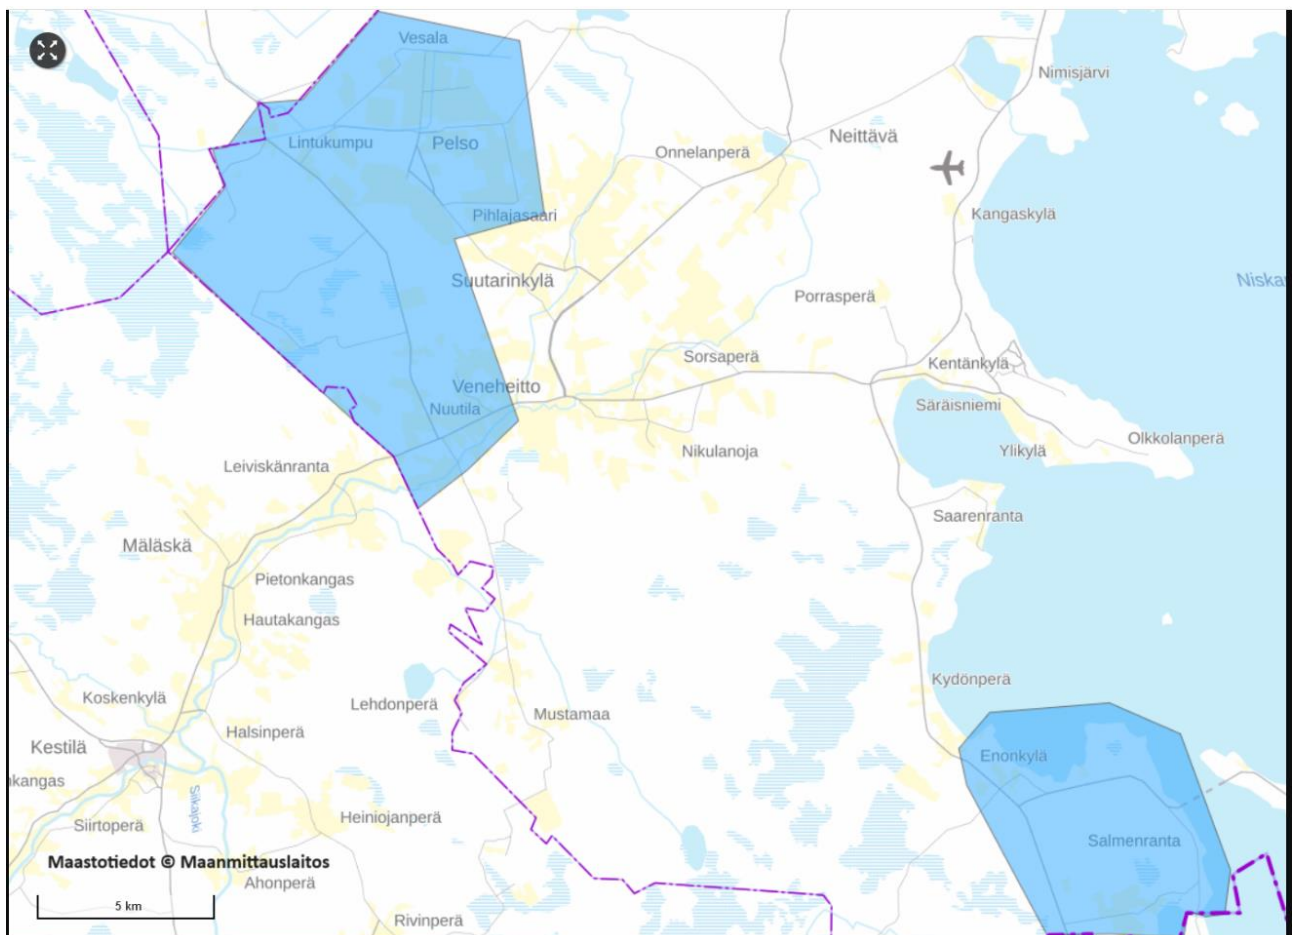 Vesala
Nimisjärvi
Lintukumpu
Pelso
Neittävä
Onnelanperä
Pihlajasaari
Kangaskylä
Suutarinkylä
Niska
Porrasperä
Sorsaperä
Kentänkylä
Veneheitto
Nuutila
Säräisniemi
Olkkolanperä
Nikulanoja
Ylikylä
Leiviskänranta
Saarenranta
Mäläskä
Pietonkangas
Hautakangas
Kydönperä
Koskenkylä
Lehdonperä
Mustamaa
Halsinperä
Kestilä
Enonkylä
nkangas
Siikajoki
Heiniojanperä
Siirtoperä
Salmenranta
Maastotiedot © Maanmittauslaitos
Ahonperä
5 km
Rivinperä